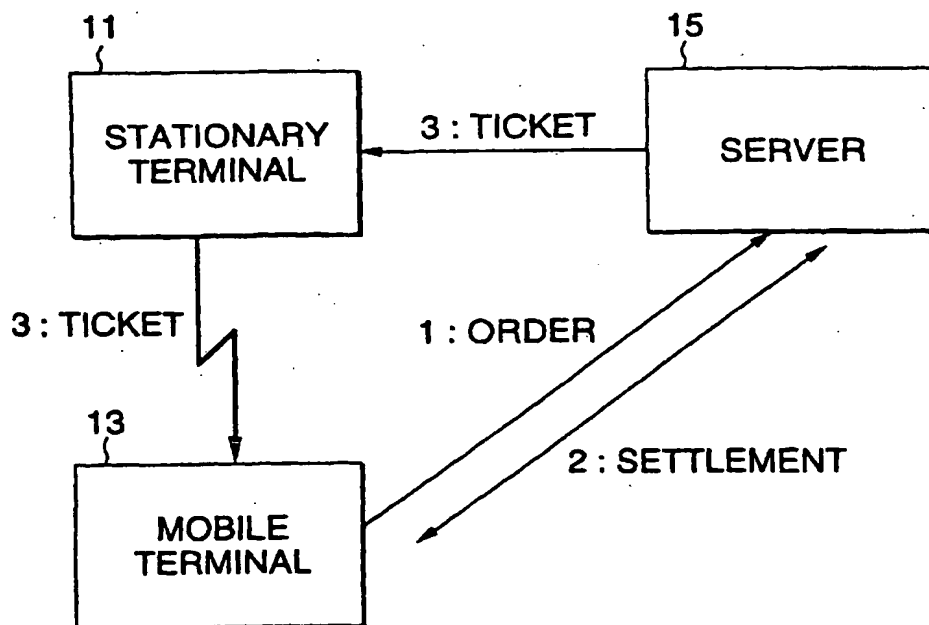 11
15
STATIONARY
TERMINAL
3 : TICKET
SERVER
3 : TICKET
1 : ORDER
13
2 : SETTLEMENT
MOBILE
TERMINAL